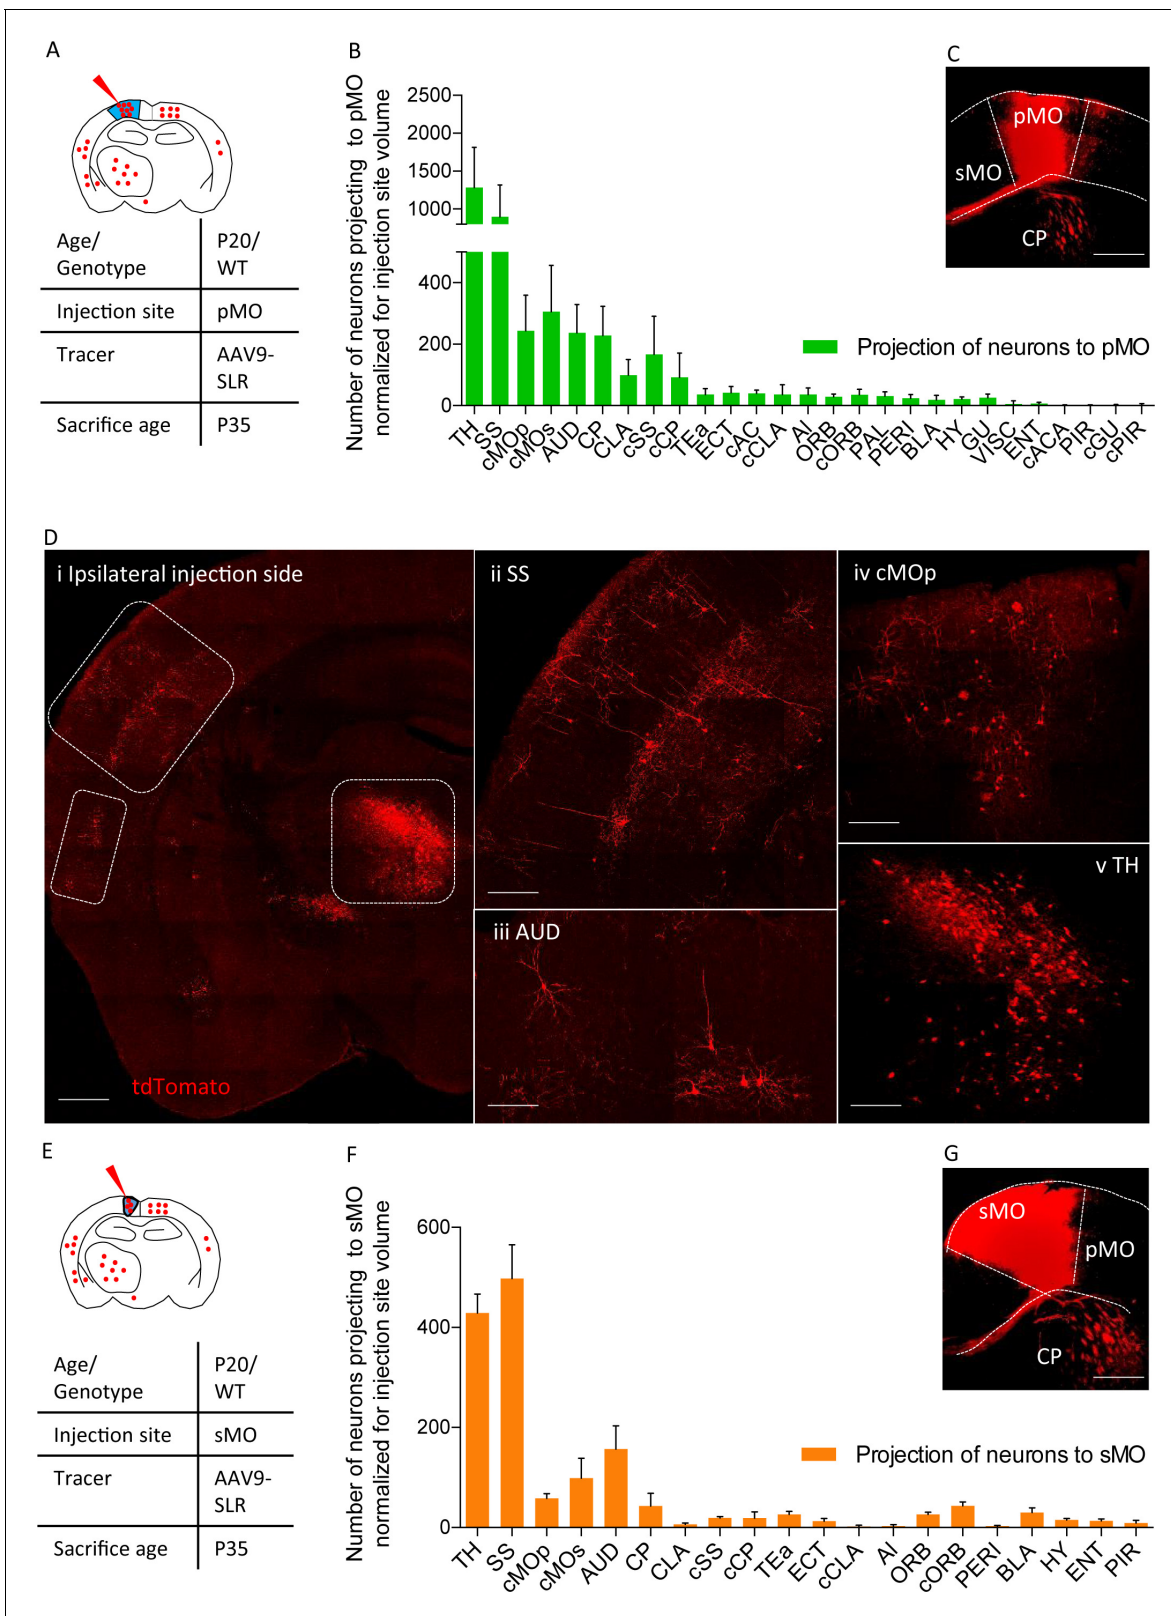 A
Age/
Genotype
P20/
WT
Injection site
pMO
Tracer
AAV9-
SLR
Sacrifice age
P35
B
Number of neurons projecting to pMO
normalized for injection site volume
2500
2000
1500
1000
400
200
0
Projection of neurons to pMO
TH
SS
cMOp
cMOs
AUD
CP
CLA
cSS
cCP
TEa
ECT
cAC
cCLA
AI
ORB
cORB
PAL
PERI
BLA
HY
GU
VISC
ENT
cACA
PIR
cGU
cPIR
C
pMO
sMO
CP
D
i Ipsilateral injection side
tdTomato
ii SS
iii AUD
iv cMOp
v TH
E
Age/
Genotype
P20/
WT
Injection site
sMO
Tracer
AAV9-
SLR
Sacrifice age
P35
F
Number of neurons projecting to sMO
normalized for injection site volume
600
400
200
0
Projection of neurons to sMO
TH
SS
cMOp
cMOs
AUD
CP
CLA
cSS
cCP
TEa
ECT
cCLA
AI
ORB
cORB
PERI
BLA
HY
ENT
PIR
G
sMO
pMO
CP